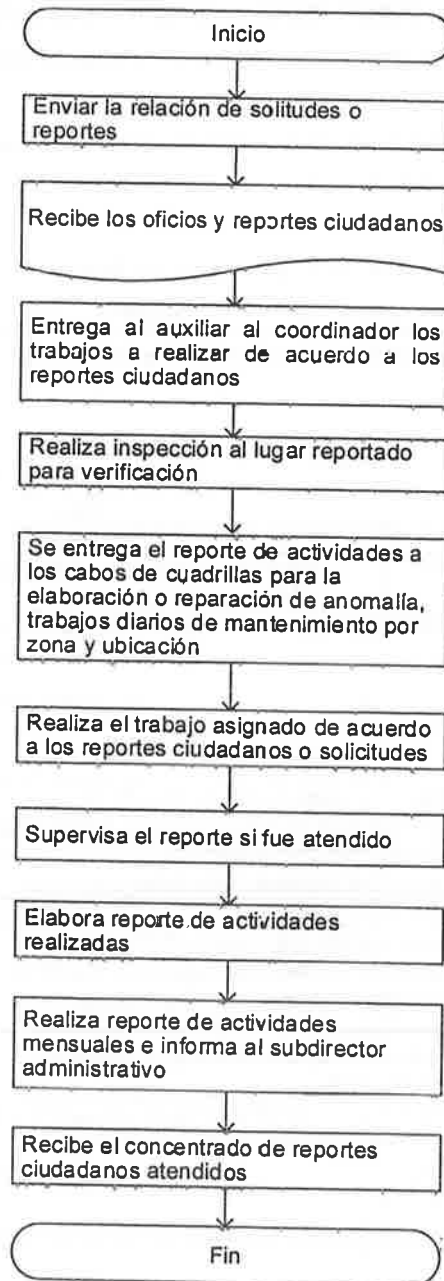 Inicio
Enviar la relación de solitudes o
reportes
Recibe los oficios y reportes ciudadanos
Entrega al auxiliar al coordinador los
trabajos a realizar de acuerdo a los
reportes ciudadanos
Realiza inspección al lugar reportado
para verificación
Se entrega el reporte de actividades a
los cabos de cuadrillas para la
elaboración o reparación de anomalía,
trabajos diarios de mantenimiento por
zona y ubicación
Realiza el trabajo asignado de acuerdo
a los reportes ciudadanos o solicitudes
Supervisa el reporte si fue atendido
Elabora reporte de actividades
realizadas
Realiza reporte de actividades
mensuales e informa al subdirector
administrativo
Recibe el concentrado de reportes
ciudadanos atendidos
Fin